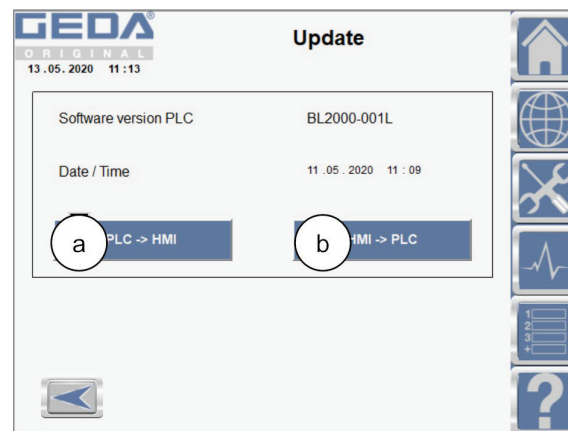 GEDA®
ORIGINAL
Update
13.05.2020 11:13
Software version PLC BL2000-001L
Date / Time 11.05.2020 11:09
a PLC -> HMI b HMI -> PLC
1
2
3
+
?